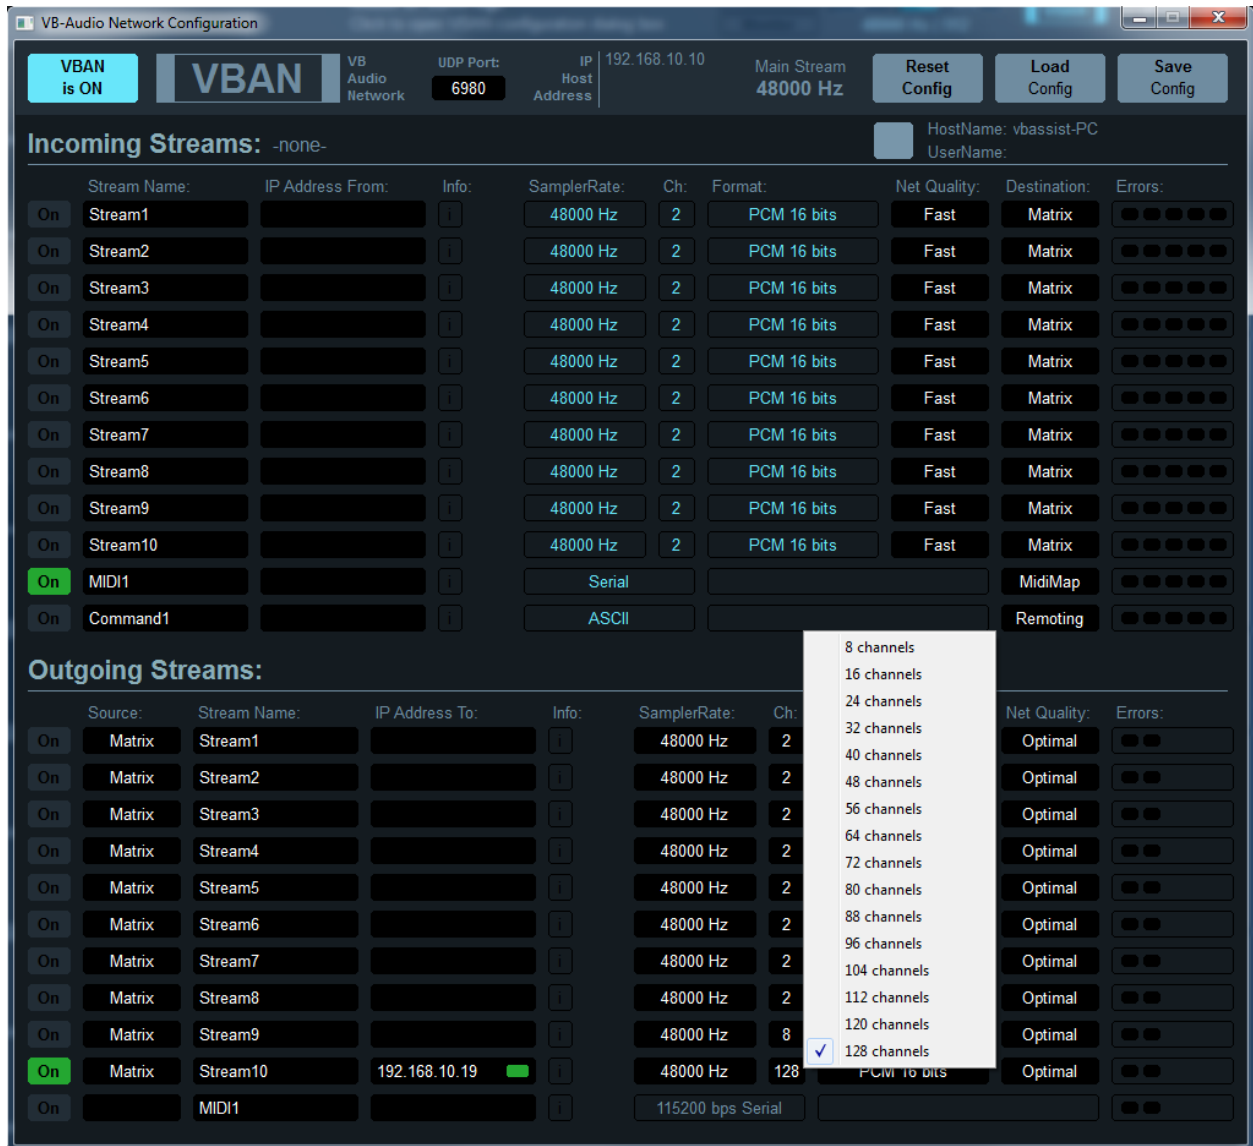 VB-Audio Network Configuration
VBAN is ON
VBAN
VB Audio Network
UDP Port: 6980
IP Host Address 192.168.10.10
Main Stream 48000 Hz
Reset Config
Load Config
Save Config
Incoming Streams: -none-
HostName: vbassist-PC
UserName:
Stream Name: IP Address From: Info: SamplerRate: Ch: Format: Net Quality: Destination: Errors:
On Stream1 i 48000 Hz 2 PCM 16 bits Fast Matrix
On Stream2 i 48000 Hz 2 PCM 16 bits Fast Matrix
On Stream3 i 48000 Hz 2 PCM 16 bits Fast Matrix
On Stream4 i 48000 Hz 2 PCM 16 bits Fast Matrix
On Stream5 i 48000 Hz 2 PCM 16 bits Fast Matrix
On Stream6 i 48000 Hz 2 PCM 16 bits Fast Matrix
On Stream7 i 48000 Hz 2 PCM 16 bits Fast Matrix
On Stream8 i 48000 Hz 2 PCM 16 bits Fast Matrix
On Stream9 i 48000 Hz 2 PCM 16 bits Fast Matrix
On Stream10 i 48000 Hz 2 PCM 16 bits Fast Matrix
On MIDI1 i Serial MidiMap
On Command1 i ASCII Remoting
Outgoing Streams:
Source: Stream Name: IP Address To: Info: SamplerRate: Ch: Net Quality: Errors:
On Matrix Stream1 i 48000 Hz 2 Optimal
On Matrix Stream2 i 48000 Hz 2 Optimal
On Matrix Stream3 i 48000 Hz 2 Optimal
On Matrix Stream4 i 48000 Hz 2 Optimal
On Matrix Stream5 i 48000 Hz 2 Optimal
On Matrix Stream6 i 48000 Hz 2 Optimal
On Matrix Stream7 i 48000 Hz 2 Optimal
On Matrix Stream8 i 48000 Hz 2 Optimal
On Matrix Stream9 i 48000 Hz 8 Optimal
On Matrix Stream10 192.168.10.19 i 48000 Hz 128 PCM 16 bits Optimal
On MIDI1 i 115200 bps Serial
8 channels
16 channels
24 channels
32 channels
40 channels
48 channels
56 channels
64 channels
72 channels
80 channels
88 channels
96 channels
104 channels
112 channels
120 channels
128 channels